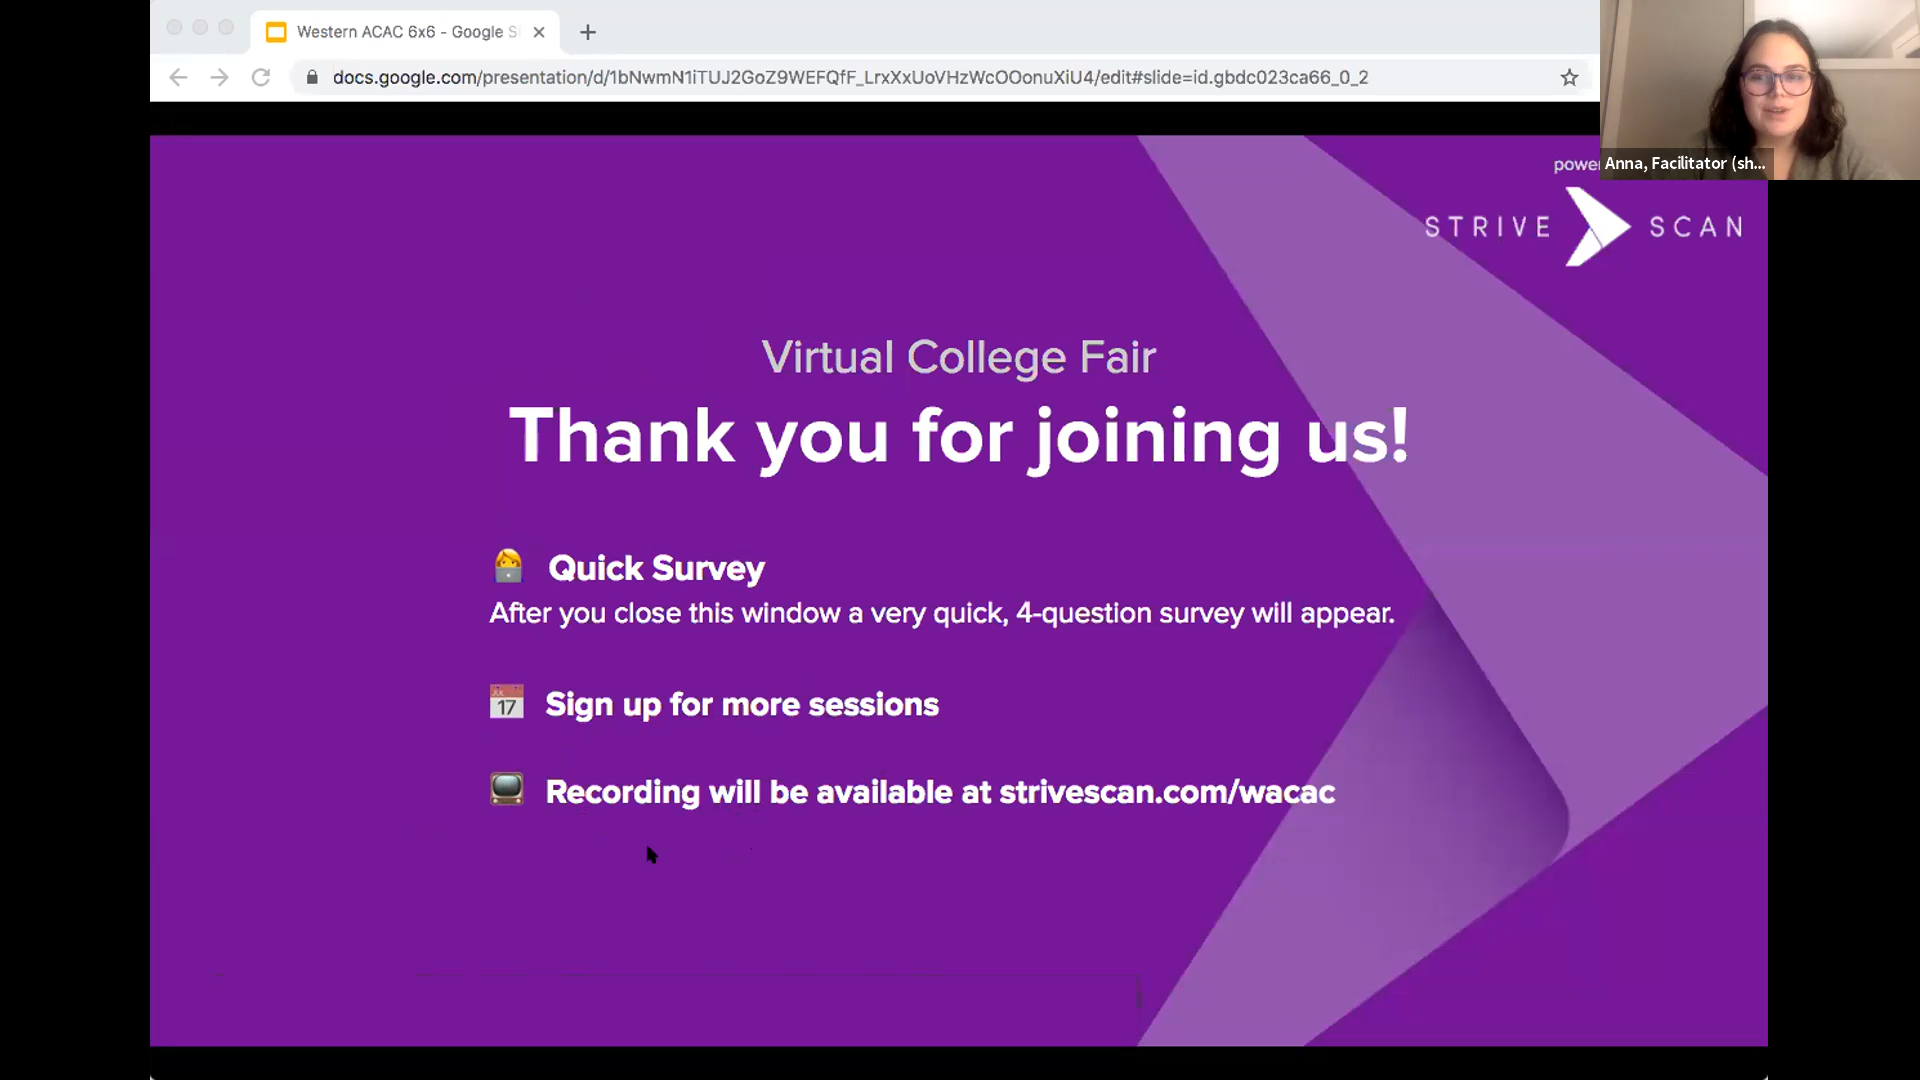 Western ACAC 6x6 - Google S
docs.google.com/presentation/d/1bNwmN1iTUJ2GoZ9WEFQfF_LrxXxUoVHzWcOOonuXiU4/edit#slide=id.gbdc023ca66_0_2
Anna, Facilitator (sh...
STRIVE SCAN
Virtual College Fair
Thank you for joining us!
Quick Survey
After you close this window a very quick, 4-question survey will appear.
17 Sign up for more sessions
Recording will be available at strivescan.com/wacac